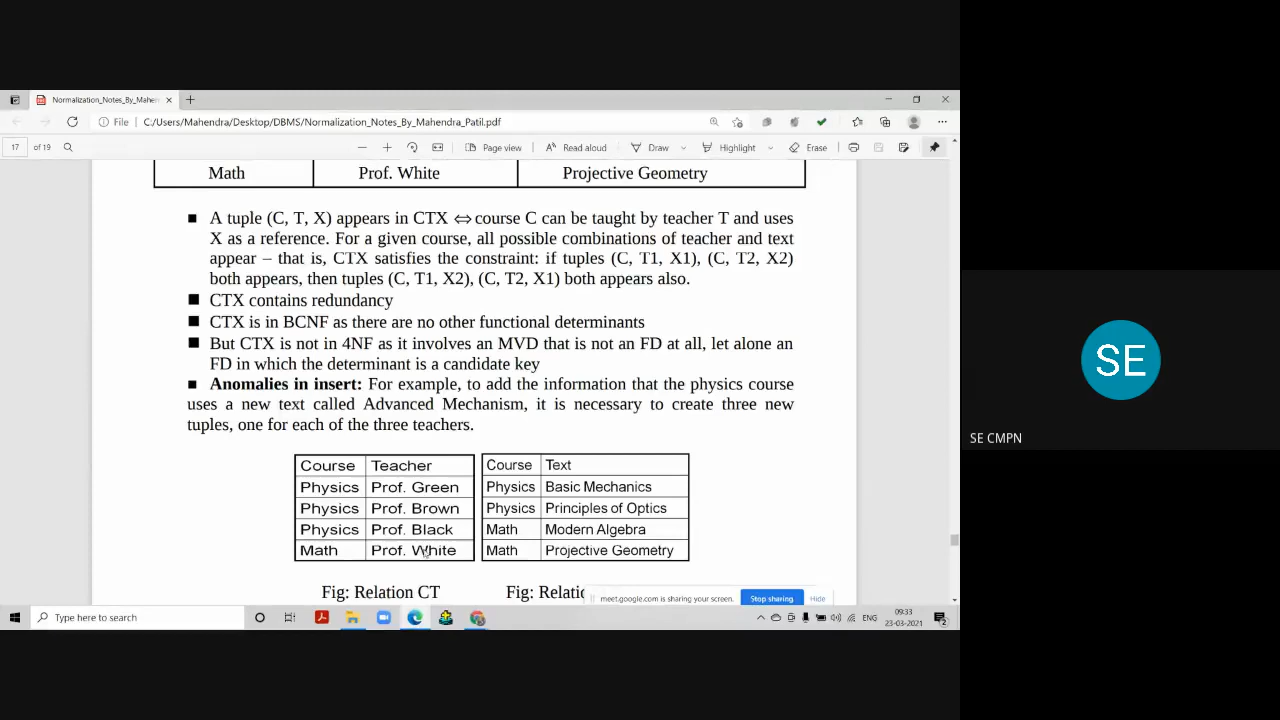 Normalization_Notes_By_Mahen
File C:/Users/Mahendra/Desktop/DBMS/Normalization_Notes_By_Mahendra_Patil.pdf
17 of 19 Page view Read aloud Draw Highlight Erase
Math Prof. White Projective Geometry
■ A tuple (C, T, X) appears in CTX ⇔ course C can be taught by teacher T and uses
X as a reference. For a given course, all possible combinations of teacher and text
appear – that is, CTX satisfies the constraint: if tuples (C, T1, X1), (C, T2, X2)
both appears, then tuples (C, T1, X2), (C, T2, X1) both appears also.
■ CTX contains redundancy
■ CTX is in BCNF as there are no other functional determinants
■ But CTX is not in 4NF as it involves an MVD that is not an FD at all, let alone an
FD in which the determinant is a candidate key
■ Anomalies in insert: For example, to add the information that the physics course
uses a new text called Advanced Mechanism, it is necessary to create three new
tuples, one for each of the three teachers.
Course Teacher Course Text
Physics Prof. Green Physics Basic Mechanics
Physics Prof. Brown Physics Principles of Optics
Physics Prof. Black Math Modern Algebra
Math Prof. White Math Projective Geometry
Fig: Relation CT Fig: Relatio
meet.google.com is sharing your screen. Stop sharing Hide
Type here to search ENG 09:33
23-03-2021
2
SE
SE CMPN